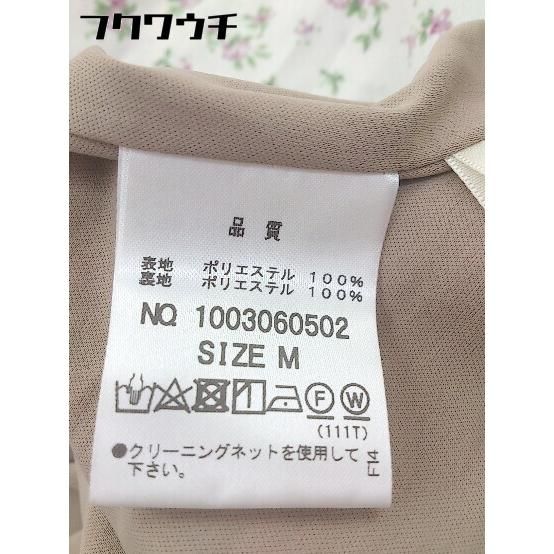 フクワウチ
品質
表地 ポリエステル 100%
裏地 ポリエステル 100%
NO. 1003060502
SIZE M
F W
(111T)
●クリーニングネットを使用して
下さい。
F14